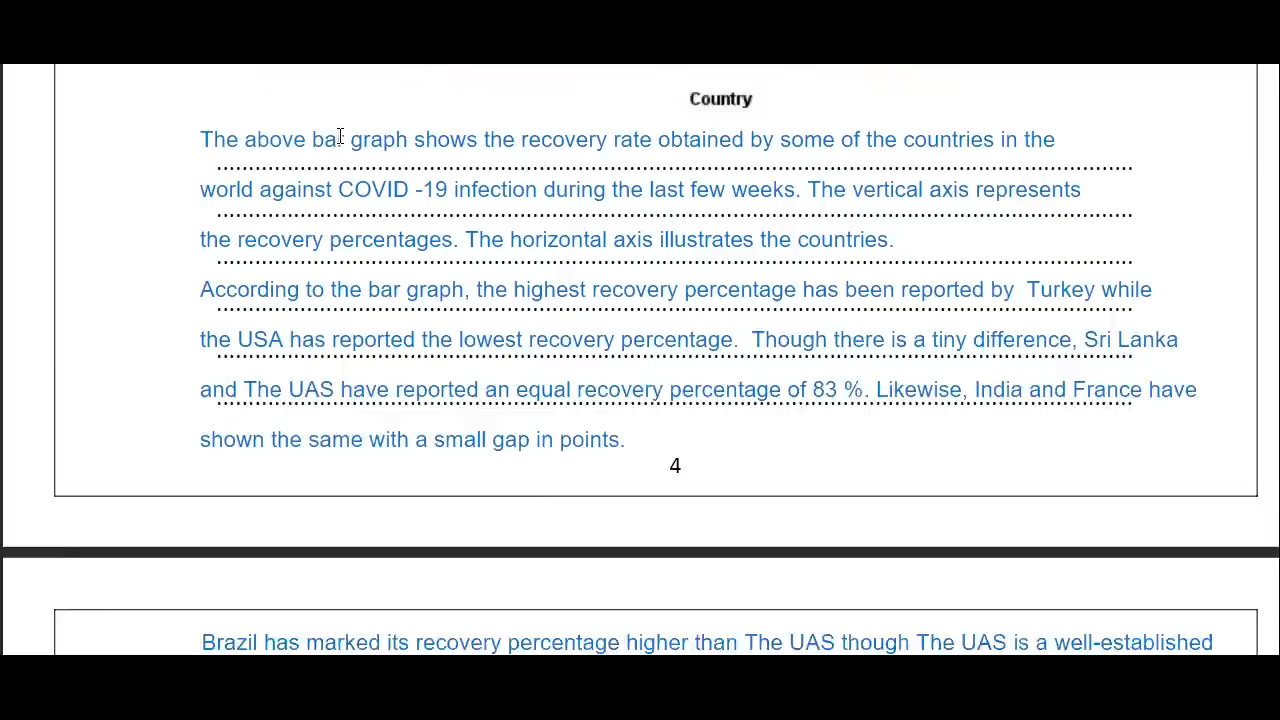 Country
The above bar graph shows the recovery rate obtained by some of the countries in the
world against COVID -19 infection during the last few weeks. The vertical axis represents
the recovery percentages. The horizontal axis illustrates the countries.
According to the bar graph, the highest recovery percentage has been reported by  Turkey while
the USA has reported the lowest recovery percentage.  Though there is a tiny difference, Sri Lanka
and The UAS have reported an equal recovery percentage of 83 %. Likewise, India and France have
shown the same with a small gap in points.
4
Brazil has marked its recovery percentage higher than The UAS though The UAS is a well-established